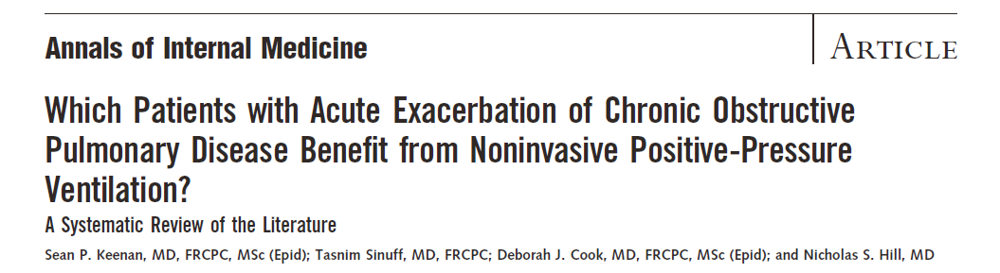 Annals of Internal Medicine
ARTICLE
Which Patients with Acute Exacerbation of Chronic Obstructive
Pulmonary Disease Benefit from Noninvasive Positive-Pressure
Ventilation?
A Systematic Review of the Literature
Sean P. Keenan, MD, FRCPC, MSc (Epid); Tasnim Sinuff, MD, FRCPC; Deborah J. Cook, MD, FRCPC, MSc (Epid); and Nicholas S. Hill, MD